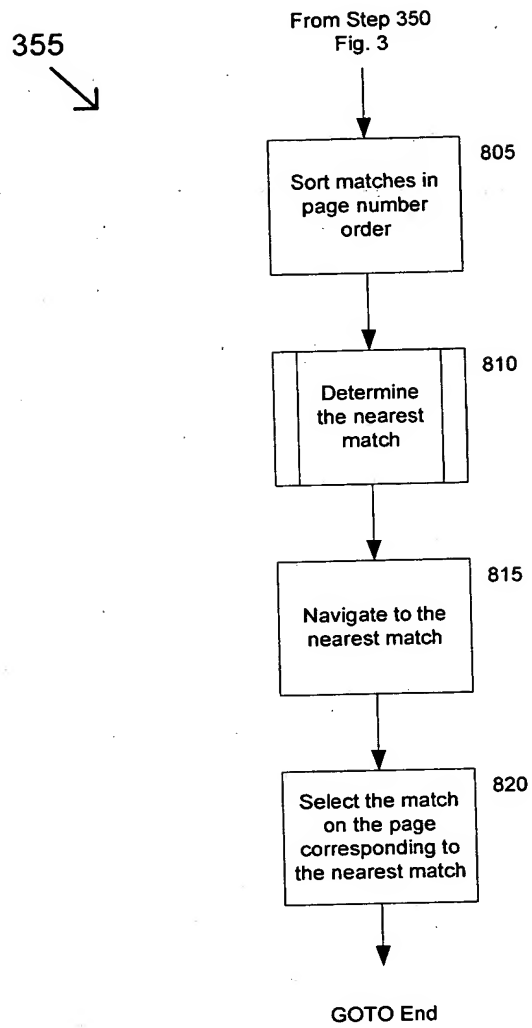 From Step 350
Fig. 3
355
805
Sort matches in
page number
order
810
Determine
the nearest
match
815
Navigate to the
nearest match
820
Select the match
on the page
corresponding to
the nearest match
GOTO End